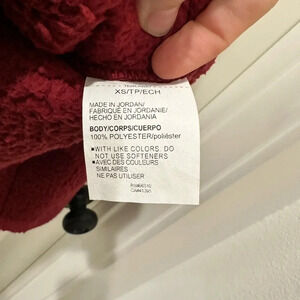 XS/TP/ECH
MADE IN JORDAN/
FABRIQUÉ EN JORDANIE/
HECHO EN JORDANIA
BODY/CORPS/CUERPO
100% POLYESTER/poliéster
■WITH LIKE COLORS. DO
NOT USE SOFTENERS
■AVEC DES COULEURS
SIMILAIRES
NE PAS UTILISER